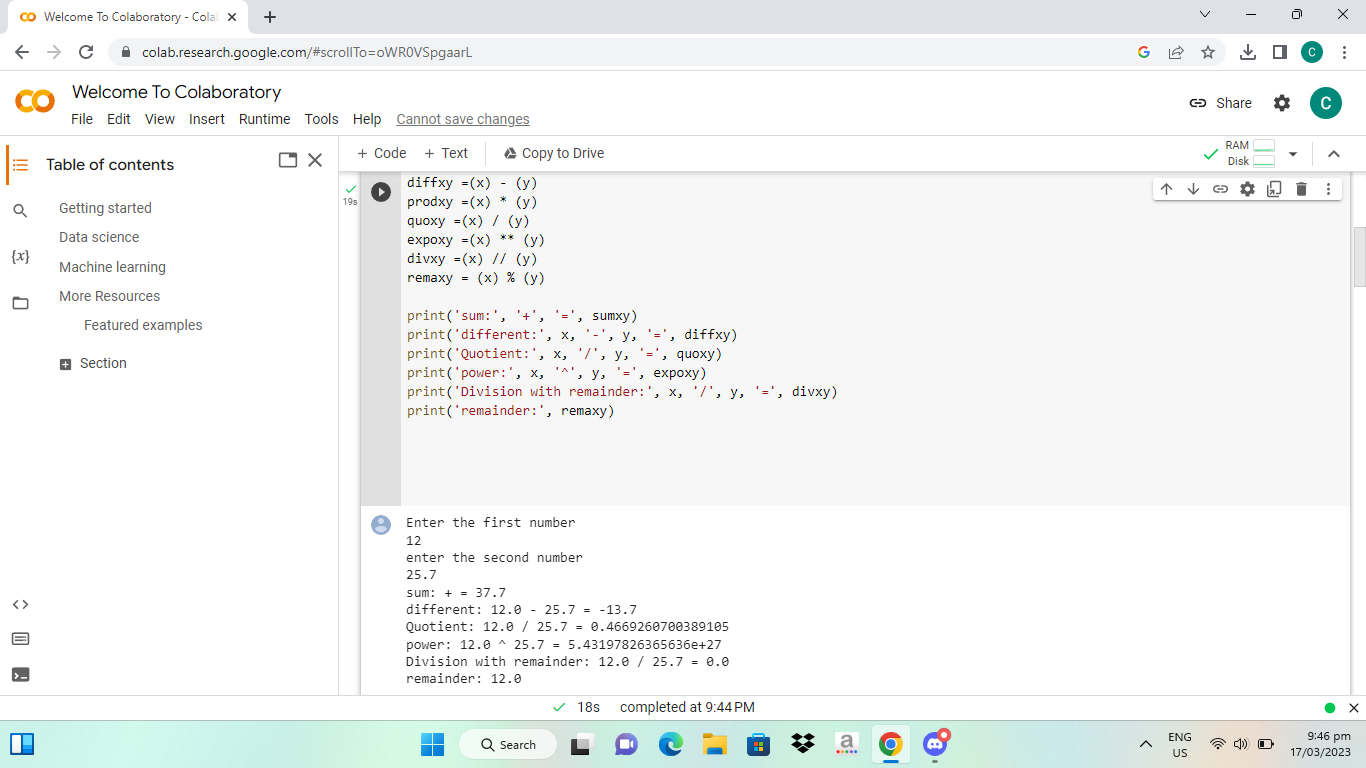 Welcome To Colaboratory - Cola
colab.research.google.com/#scrollTo=oWR0VSpgaarL
C
Welcome To Colaboratory
Share
C
File Edit View Insert Runtime Tools Help Cannot save changes
Table of contents
+ Code + Text Copy to Drive
RAM
Disk
Getting started
Data science
Machine learning
More Resources
Featured examples
Section
{x}
19s
diffxy =(x) - (y)
prodxy =(x) * (y)
quoxy =(x) / (y)
expoxy =(x) ** (y)
divxy =(x) // (y)
remaxy = (x) % (y)
print('sum:', '+', '=', sumxy)
print('different:', x, '-', y, '=', diffxy)
print('Quotient:', x, '/', y, '=', quoxy)
print('power:', x, '^', y, '=', expoxy)
print('Division with remainder:', x, '/', y, '=', divxy)
print('remainder:', remaxy)
Enter the first number
12
enter the second number
25.7
sum: + = 37.7
different: 12.0 - 25.7 = -13.7
Quotient: 12.0 / 25.7 = 0.4669260700389105
power: 12.0 ^ 25.7 = 5.43197826365636e+27
Division with remainder: 12.0 / 25.7 = 0.0
remainder: 12.0
18s completed at 9:44 PM
Search
a
ENG
US
9:46 pm
17/03/2023